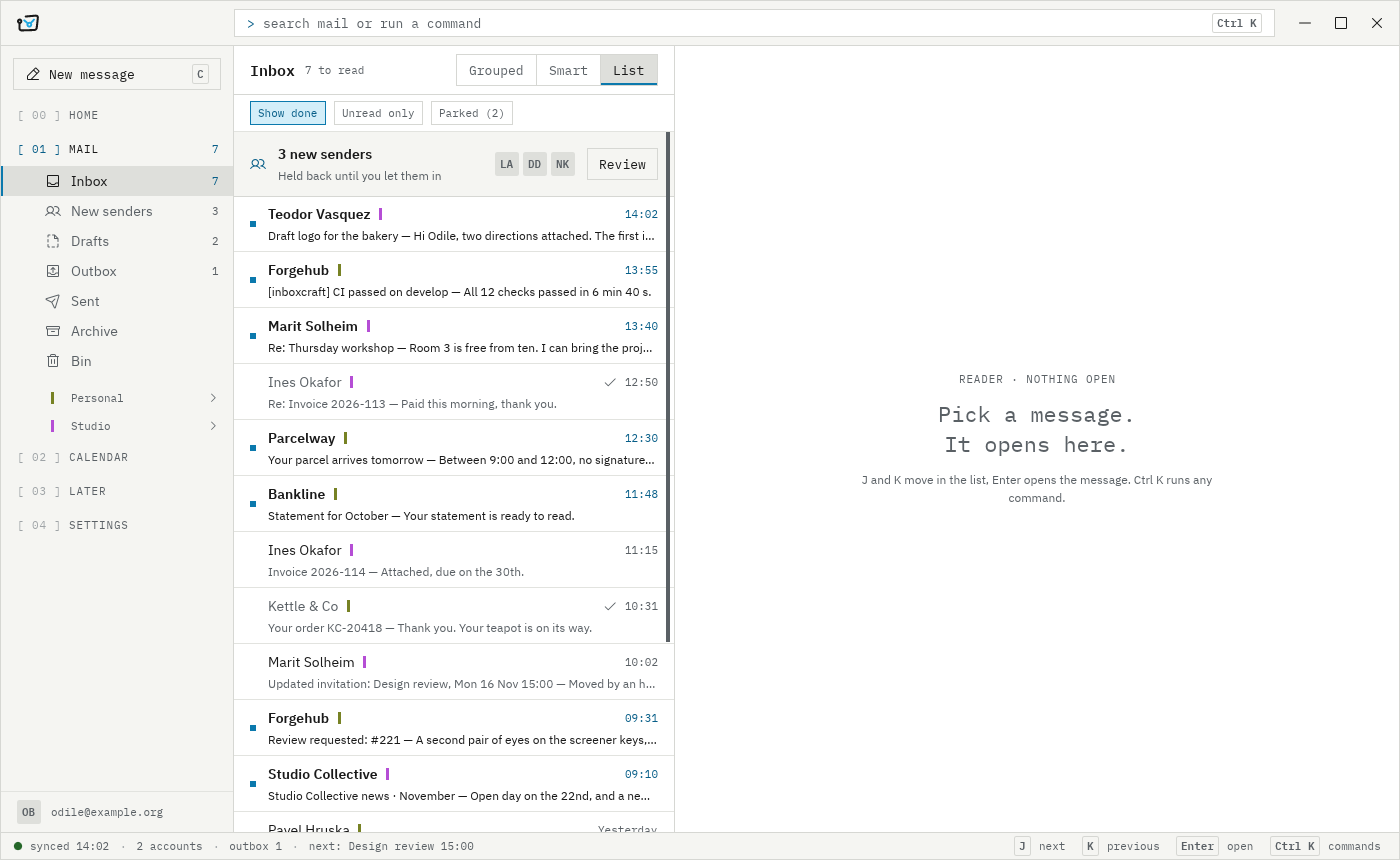 > search mail or run a command Ctrl K
New message C
[ 00 ] HOME
[ 01 ] MAIL 7
Inbox 7
New senders 3
Drafts 2
Outbox 1
Sent
Archive
Bin
Personal
Studio
[ 02 ] CALENDAR
[ 03 ] LATER
[ 04 ] SETTINGS
OB odile@example.org
Inbox 7 to read Grouped Smart List
Show done Unread only Parked (2)
3 new senders
Held back until you let them in
LA DD NK Review
Teodor Vasquez 14:02
Draft logo for the bakery — Hi Odile, two directions attached. The first i…
Forgehub 13:55
[inboxcraft] CI passed on develop — All 12 checks passed in 6 min 40 s.
Marit Solheim 13:40
Re: Thursday workshop — Room 3 is free from ten. I can bring the proj…
Ines Okafor 12:50
Re: Invoice 2026-113 — Paid this morning, thank you.
Parcelway 12:30
Your parcel arrives tomorrow — Between 9:00 and 12:00, no signature…
Bankline 11:48
Statement for October — Your statement is ready to read.
Ines Okafor 11:15
Invoice 2026-114 — Attached, due on the 30th.
Kettle & Co 10:31
Your order KC-20418 — Thank you. Your teapot is on its way.
Marit Solheim 10:02
Updated invitation: Design review, Mon 16 Nov 15:00 — Moved by an h…
Forgehub 09:31
Review requested: #221 — A second pair of eyes on the screener keys,…
Studio Collective 09:10
Studio Collective news · November — Open day on the 22nd, and a ne…
Pavel Hruska Yesterday
READER · NOTHING OPEN
Pick a message.
It opens here.
J and K move in the list, Enter opens the message. Ctrl K runs any
command.
synced 14:02 · 2 accounts · outbox 1 · next: Design review 15:00
J next K previous Enter open Ctrl K commands